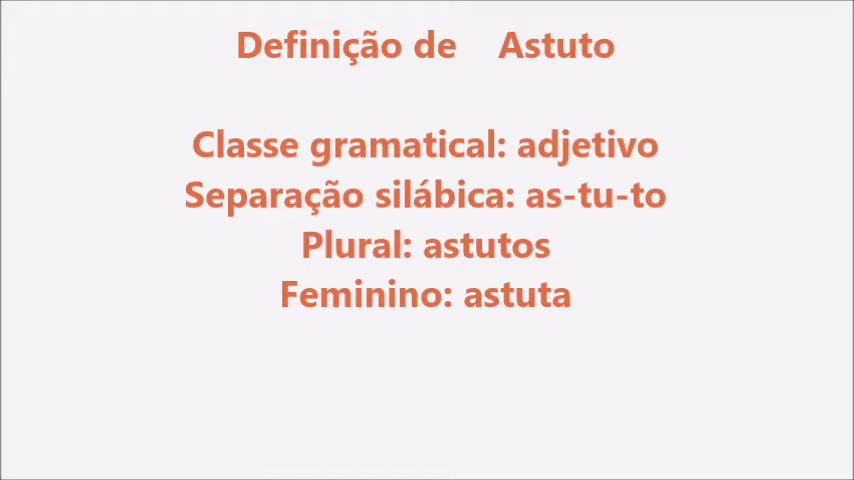 Definição de Astuto
Classe gramatical: adjetivo
Separação silábica: as-tu-to
Plural: astutos
Feminino: astuta